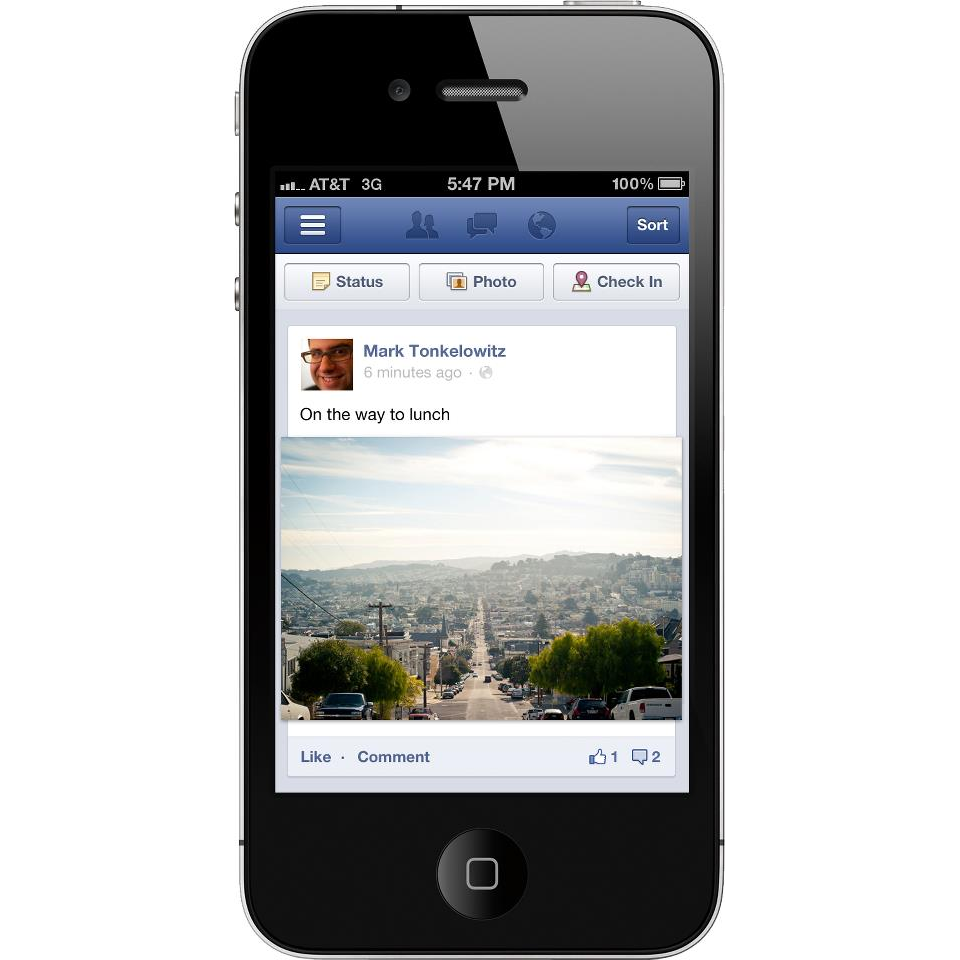 AT&T 3G 5:47 PM 100%
Sort
Status Photo Check In
Mark Tonkelowitz
6 minutes ago ·
On the way to lunch
Like · Comment 1 2